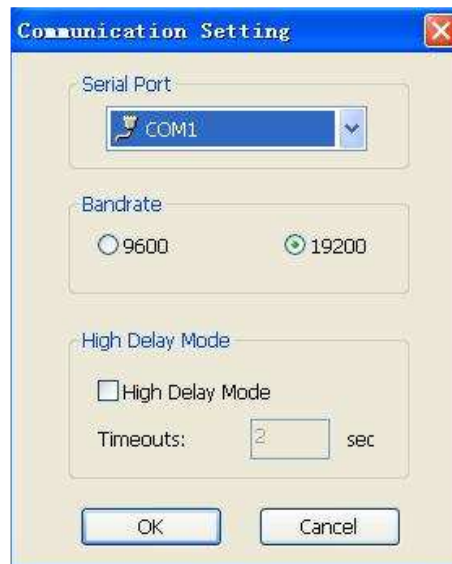 Communication Setting
Serial Port
COM1
Bandrate
9600 19200
High Delay Mode
High Delay Mode
Timeouts: 2 sec
OK Cancel